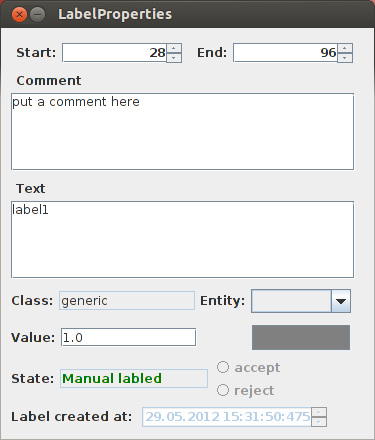 LabelProperties
Start: 28 End: 96
Comment
put a comment here
Text
label1
Class: generic Entity:
Value: 1.0
State: Manual labled
accept
reject
Label created at: 29.05.2012 15:31:50:475